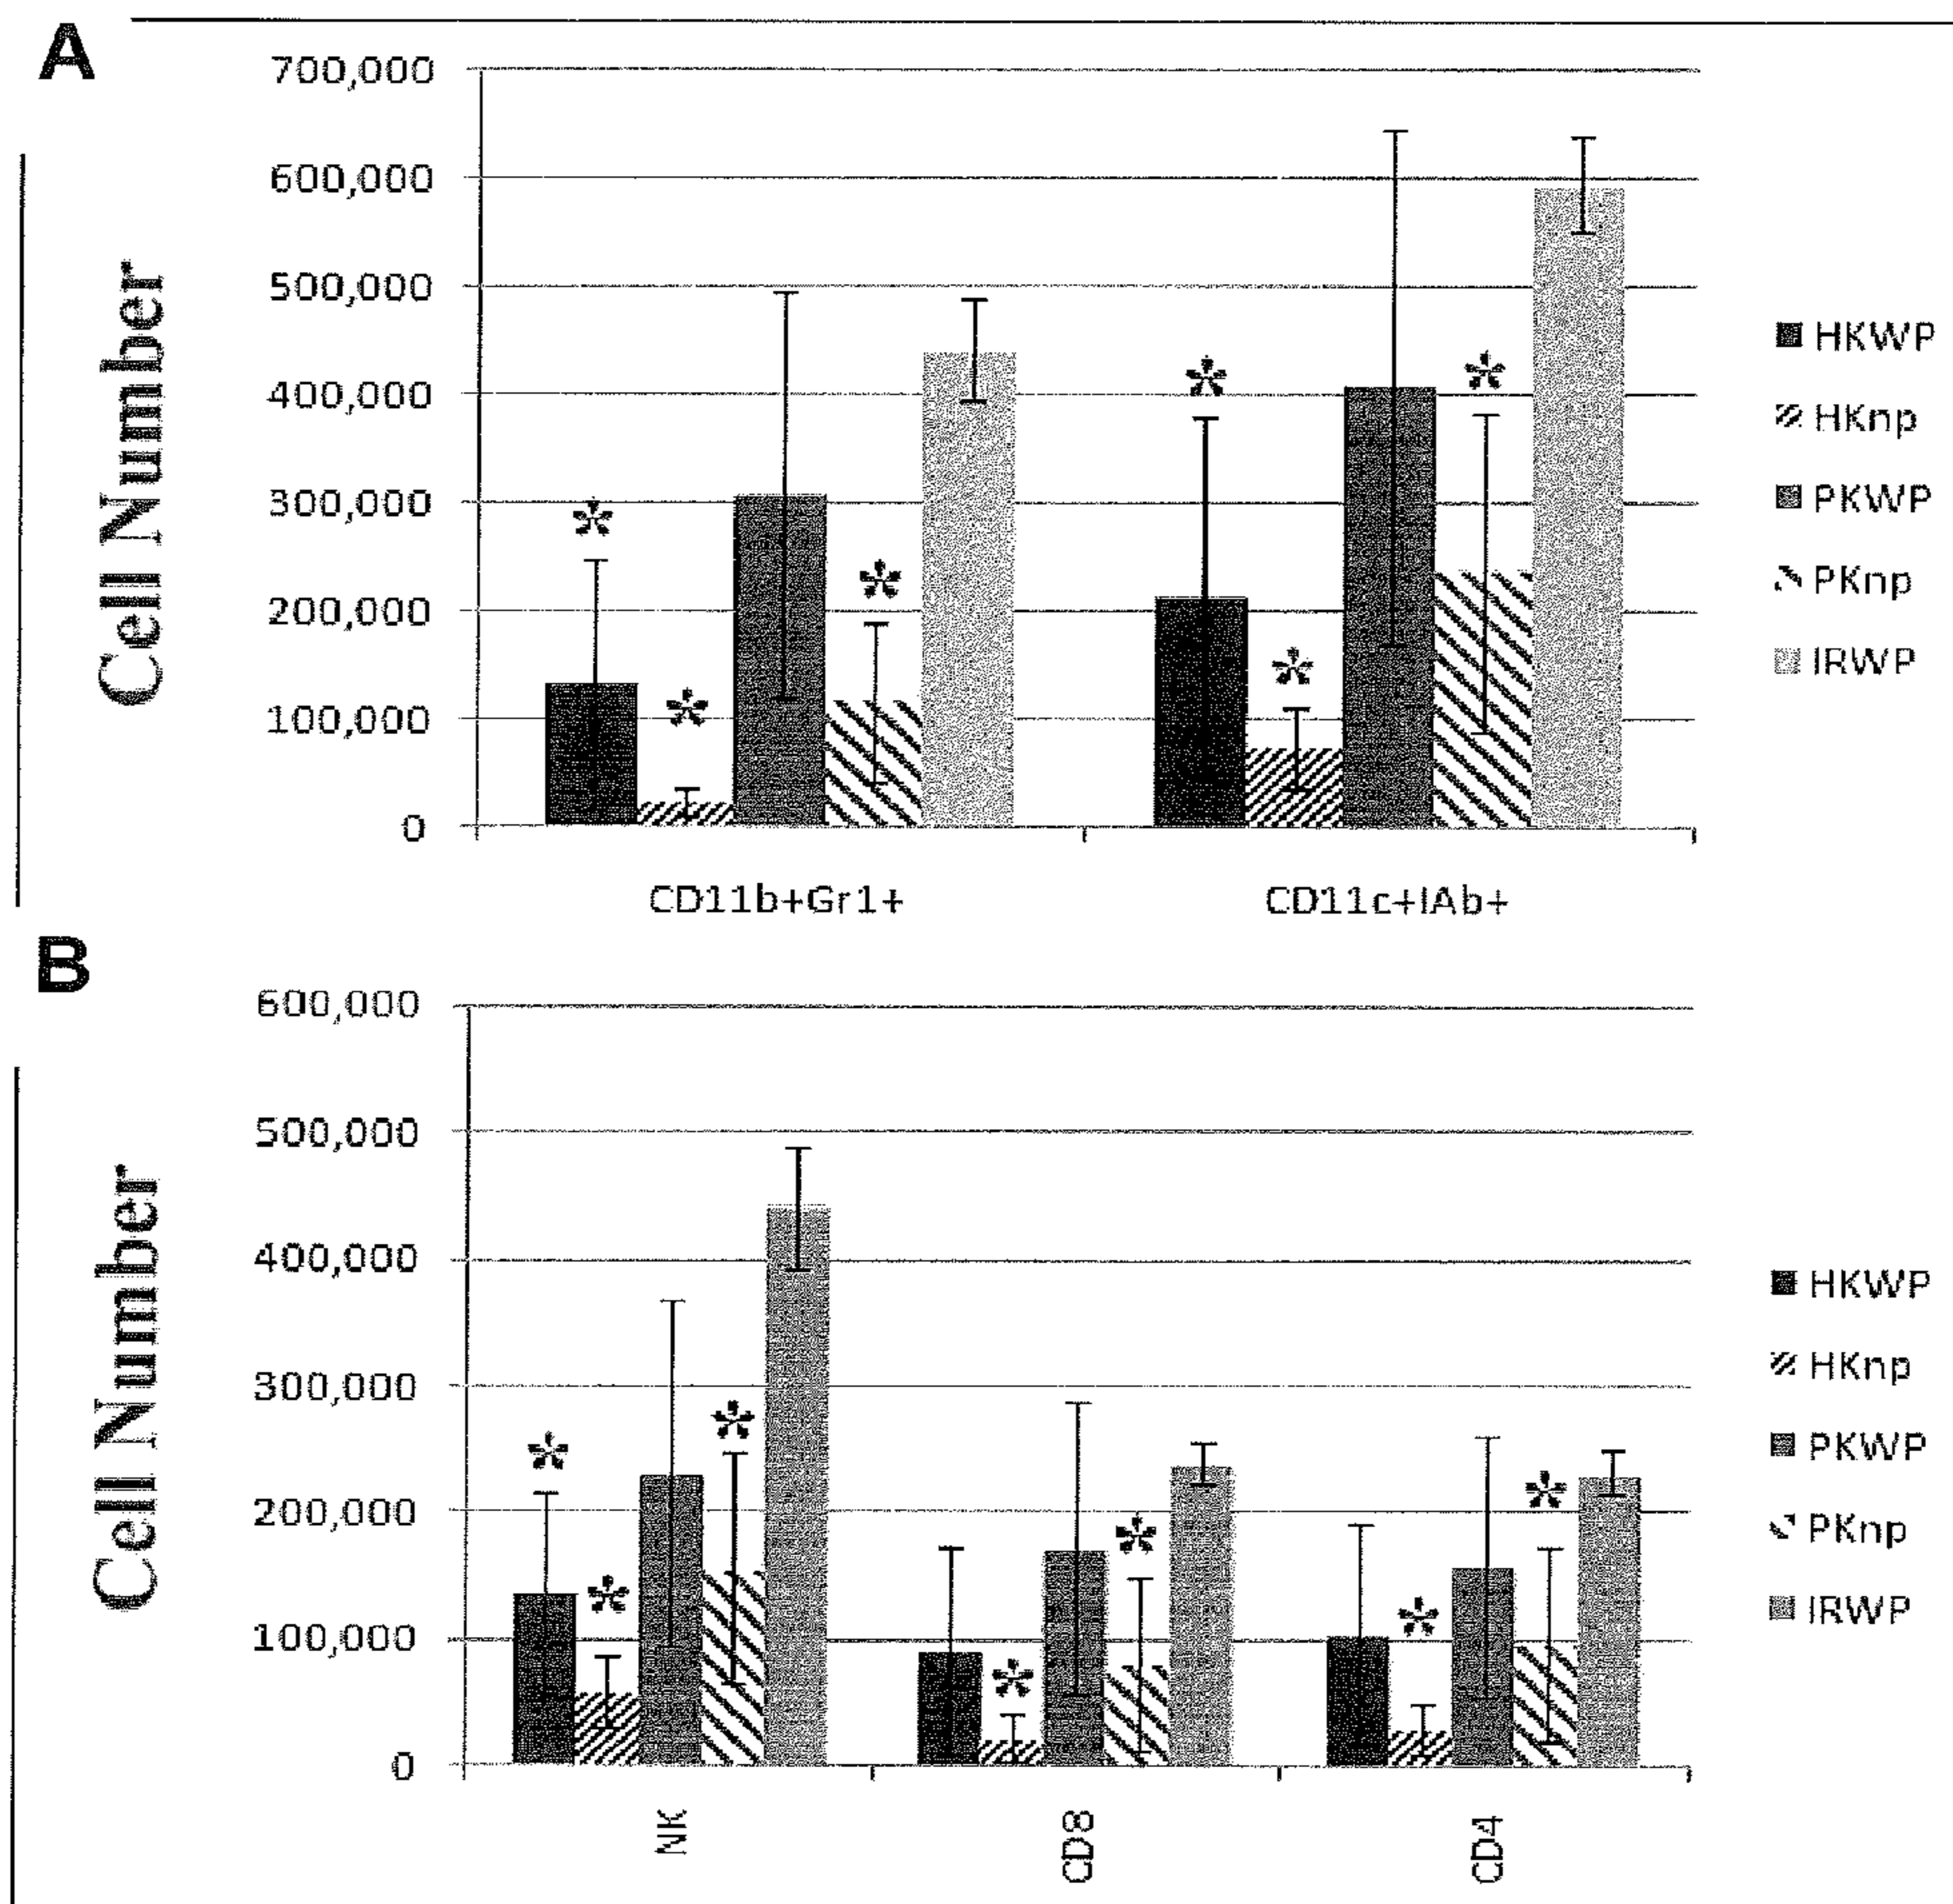 A
700,000
600,000
500,000
400,000
300,000
200,000
100,000
0
Cell Number
*
*
*
*
*
*
CD11b+Gr1+
CD11c+IAb+
HKWP
HKnp
PKWP
PKnp
IRWP
B
600,000
500,000
400,000
300,000
200,000
100,000
0
Cell Number
*
*
*
*
*
*
*
NK
CD8
CD4
HKWP
HKnp
PKWP
PKnp
IRWP